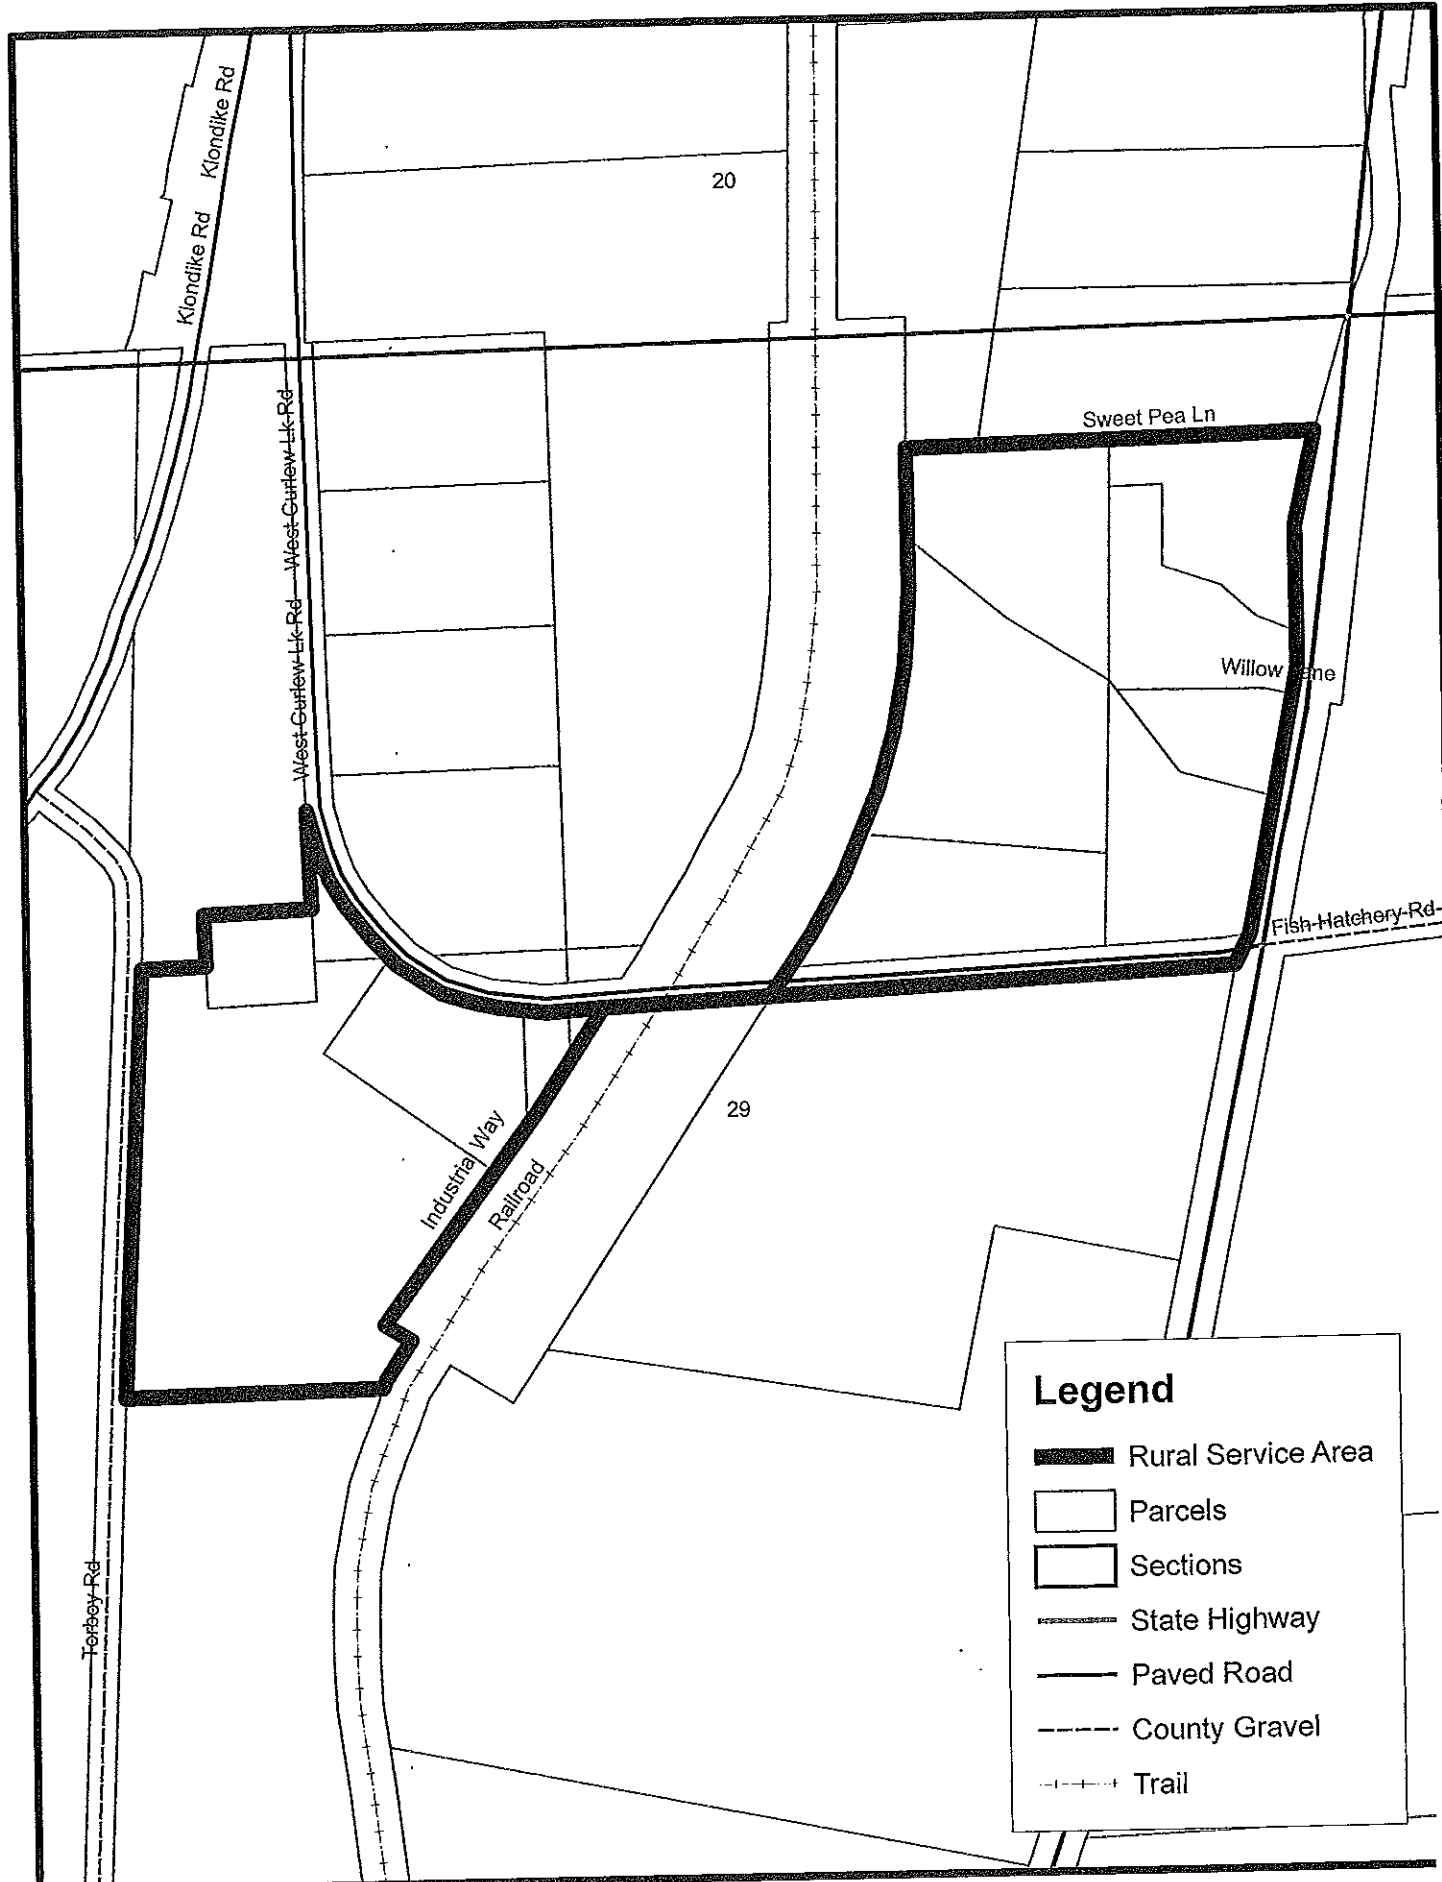 Klondike Rd
Klondike Rd
20
Sweet Pea Ln
West Curlew Lk Rd
West Curlew Lk Rd
Willow Lane
Fish Hatchery Rd
29
Industrial Way
Railroad
Torboy Rd
Legend
Rural Service Area
Parcels
Sections
State Highway
Paved Road
County Gravel
Trail